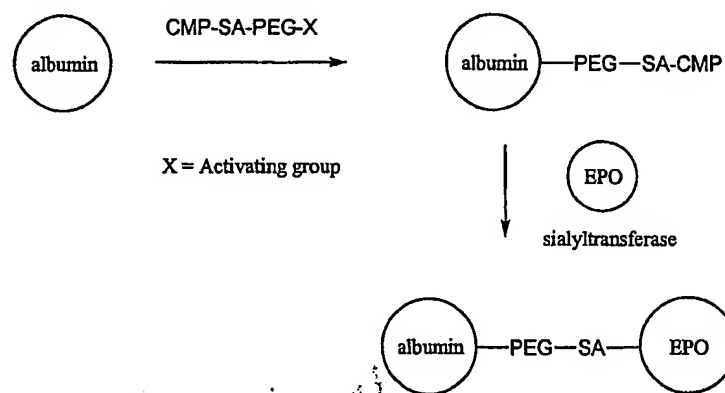 CMP-SA-PEG-X
albumin
albumin—PEG—SA-CMP
X = Activating group
EPO
sialyltransferase
albumin—PEG—SA—EPO